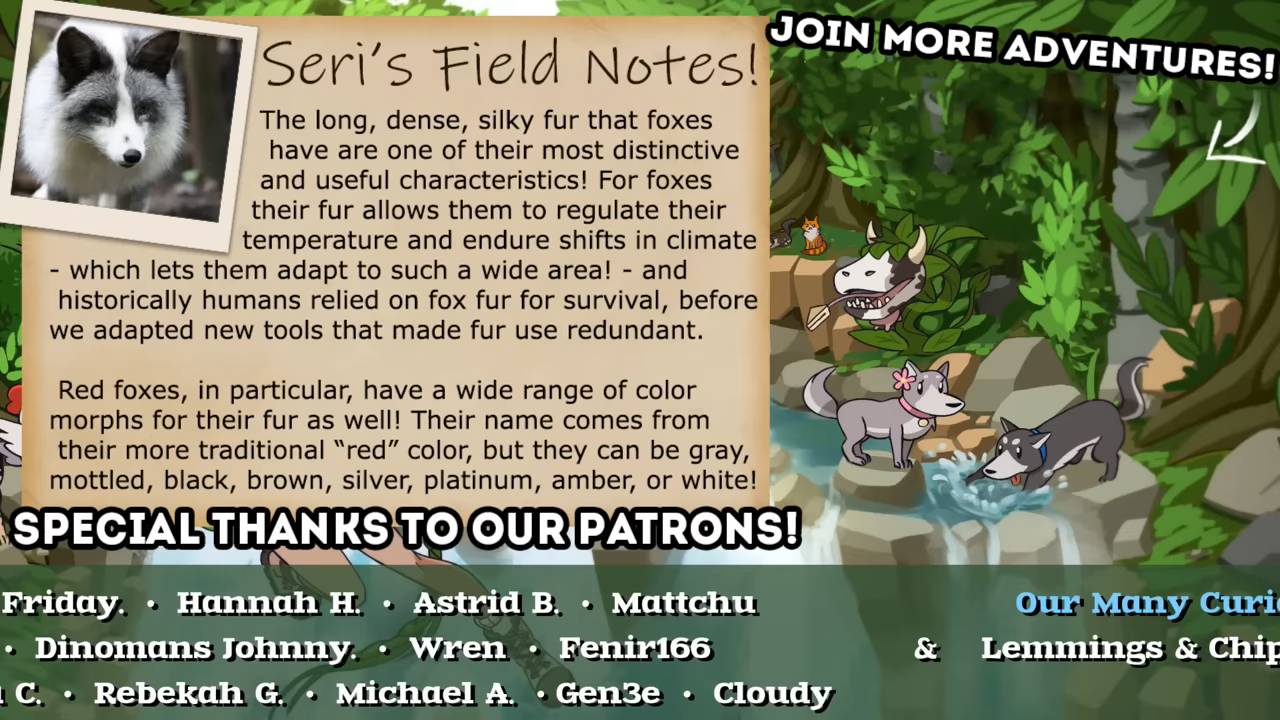 Seri's Field Notes!
JOIN MORE ADVENTURES!
The long, dense, silky fur that foxes
have are one of their most distinctive
and useful characteristics! For foxes
their fur allows them to regulate their
temperature and endure shifts in climate
- which lets them adapt to such a wide area! - and
historically humans relied on fox fur for survival, before
we adapted new tools that made fur use redundant.
Red foxes, in particular, have a wide range of color
morphs for their fur as well! Their name comes from
their more traditional “red” color, but they can be gray,
mottled, black, brown, silver, platinum, amber, or white!
SPECIAL THANKS TO OUR PATRONS!
Friday. • Hannah H. • Astrid B. • Mattchu
Our Many
• Dinomans Johnny. • Wren • Fenir166
& Lemmings &
C. • Rebekah G. • Michael A. • Gen3e • Cloudy